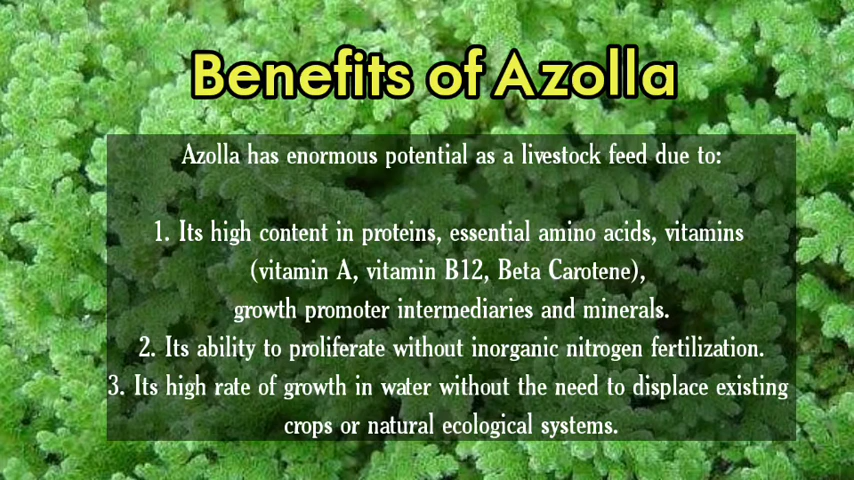 Benefits of Azolla
Azolla has enormous potential as a livestock feed due to:
1. Its high content in proteins, essential amino acids, vitamins
(vitamin A, vitamin B12, Beta Carotene),
growth promoter intermediaries and minerals.
2. Its ability to proliferate without inorganic nitrogen fertilization.
3. Its high rate of growth in water without the need to displace existing
crops or natural ecological systems.